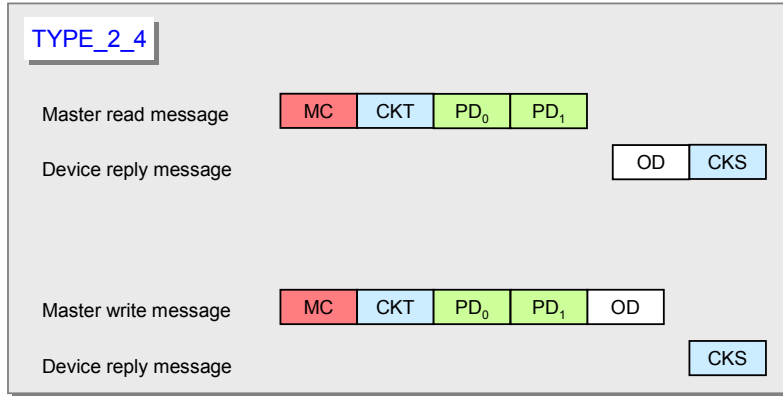 TYPE_2_4
Master read message MC CKT PD₀ PD₁
Device reply message OD CKS
Master write message MC CKT PD₀ PD₁ OD
Device reply message CKS